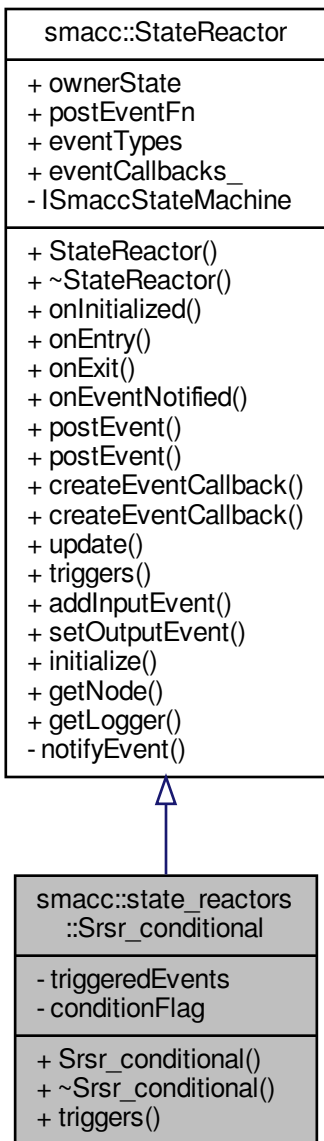 smacc::StateReactor
+ ownerState
+ postEventFn
+ eventTypes
+ eventCallbacks_
- ISmaccStateMachine
+ StateReactor()
+ ~StateReactor()
+ onInitialized()
+ onEntry()
+ onExit()
+ onEventNotified()
+ postEvent()
+ postEvent()
+ createEventCallback()
+ createEventCallback()
+ update()
+ triggers()
+ addInputEvent()
+ setOutputEvent()
+ initialize()
+ getNode()
+ getLogger()
- notifyEvent()
smacc::state_reactors
::Srsr_conditional
- triggeredEvents
- conditionFlag
+ Srsr_conditional()
+ ~Srsr_conditional()
+ triggers()